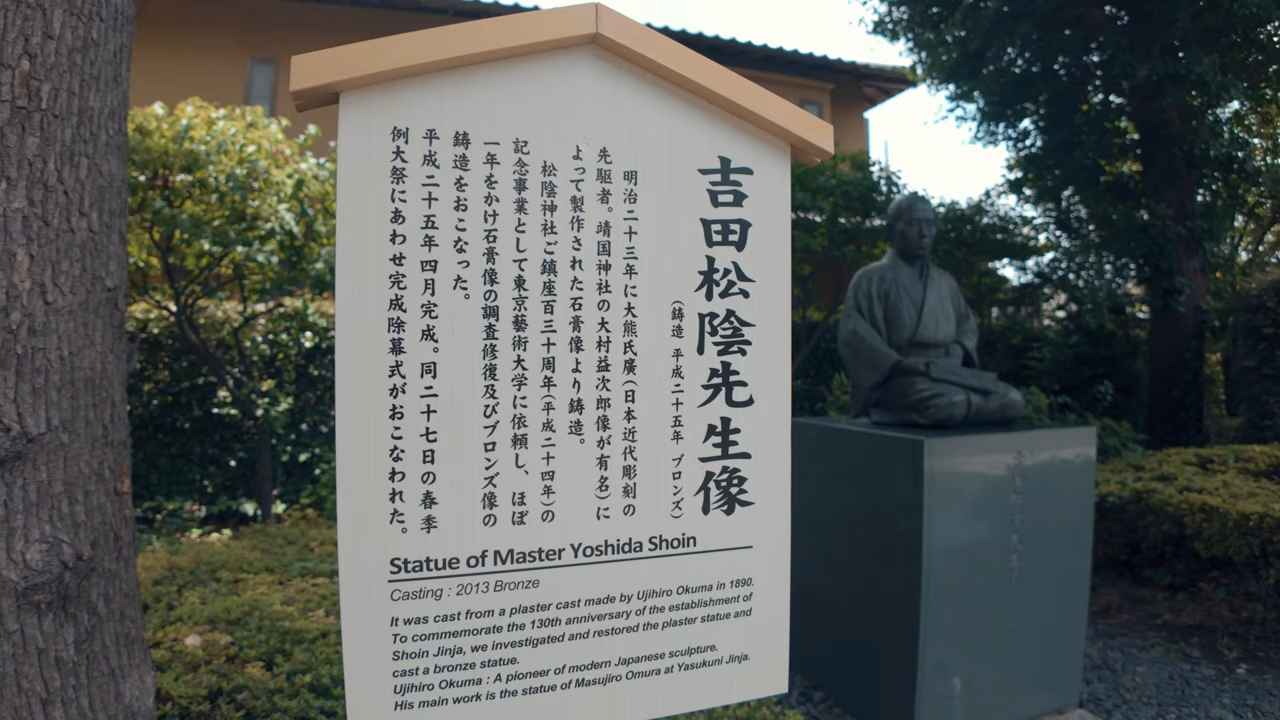 吉田松陰先生像
(鋳造 平成二十五年 ブロンズ)
明治二十三年に大熊氏廣(日本近代彫刻の
先駆者。靖国神社の大村益次郎像が有名)に
よって製作された石膏像より鋳造。
松陰神社ご鎮座百三十周年(平成二十四年)の
記念事業として東京藝術大学に依頼し、ほぼ
一年をかけ石膏像の調査修復及びブロンズ像の
鋳造をおこなった。
平成二十五年四月完成。同二十七日の春季
例大祭にあわせ完成除幕式がおこなわれた。
Statue of Master Yoshida Shoin
Casting : 2013 Bronze
It was cast from a plaster cast made by Ujihiro Okuma in 1890.
To commemorate the 130th anniversary of the establishment of
Shoin Jinja, we investigated and restored the plaster statue and
cast a bronze statue.
Ujihiro Okuma : A pioneer of modern Japanese sculpture.
His main work is the statue of Masujiro Omura at Yasukuni Jinja.